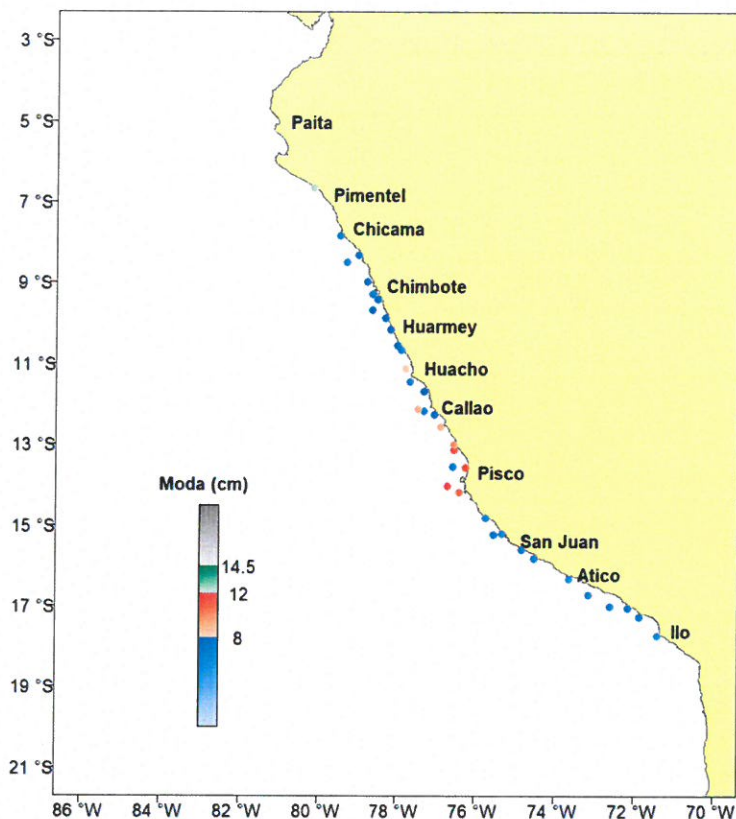 3 °S
5 °S
7 °S
9 °S
11 °S
13 °S
15 °S
17 °S
19 °S
21 °S
Paita
Pimentel
Chicama
Chimbote
Huarmey
Huacho
Callao
Pisco
San Juan
Atico
Ilo
Moda (cm)
14.5
12
8
86 °W
84 °W
82 °W
80 °W
78 °W
76 °W
74 °W
72 °W
70 °W